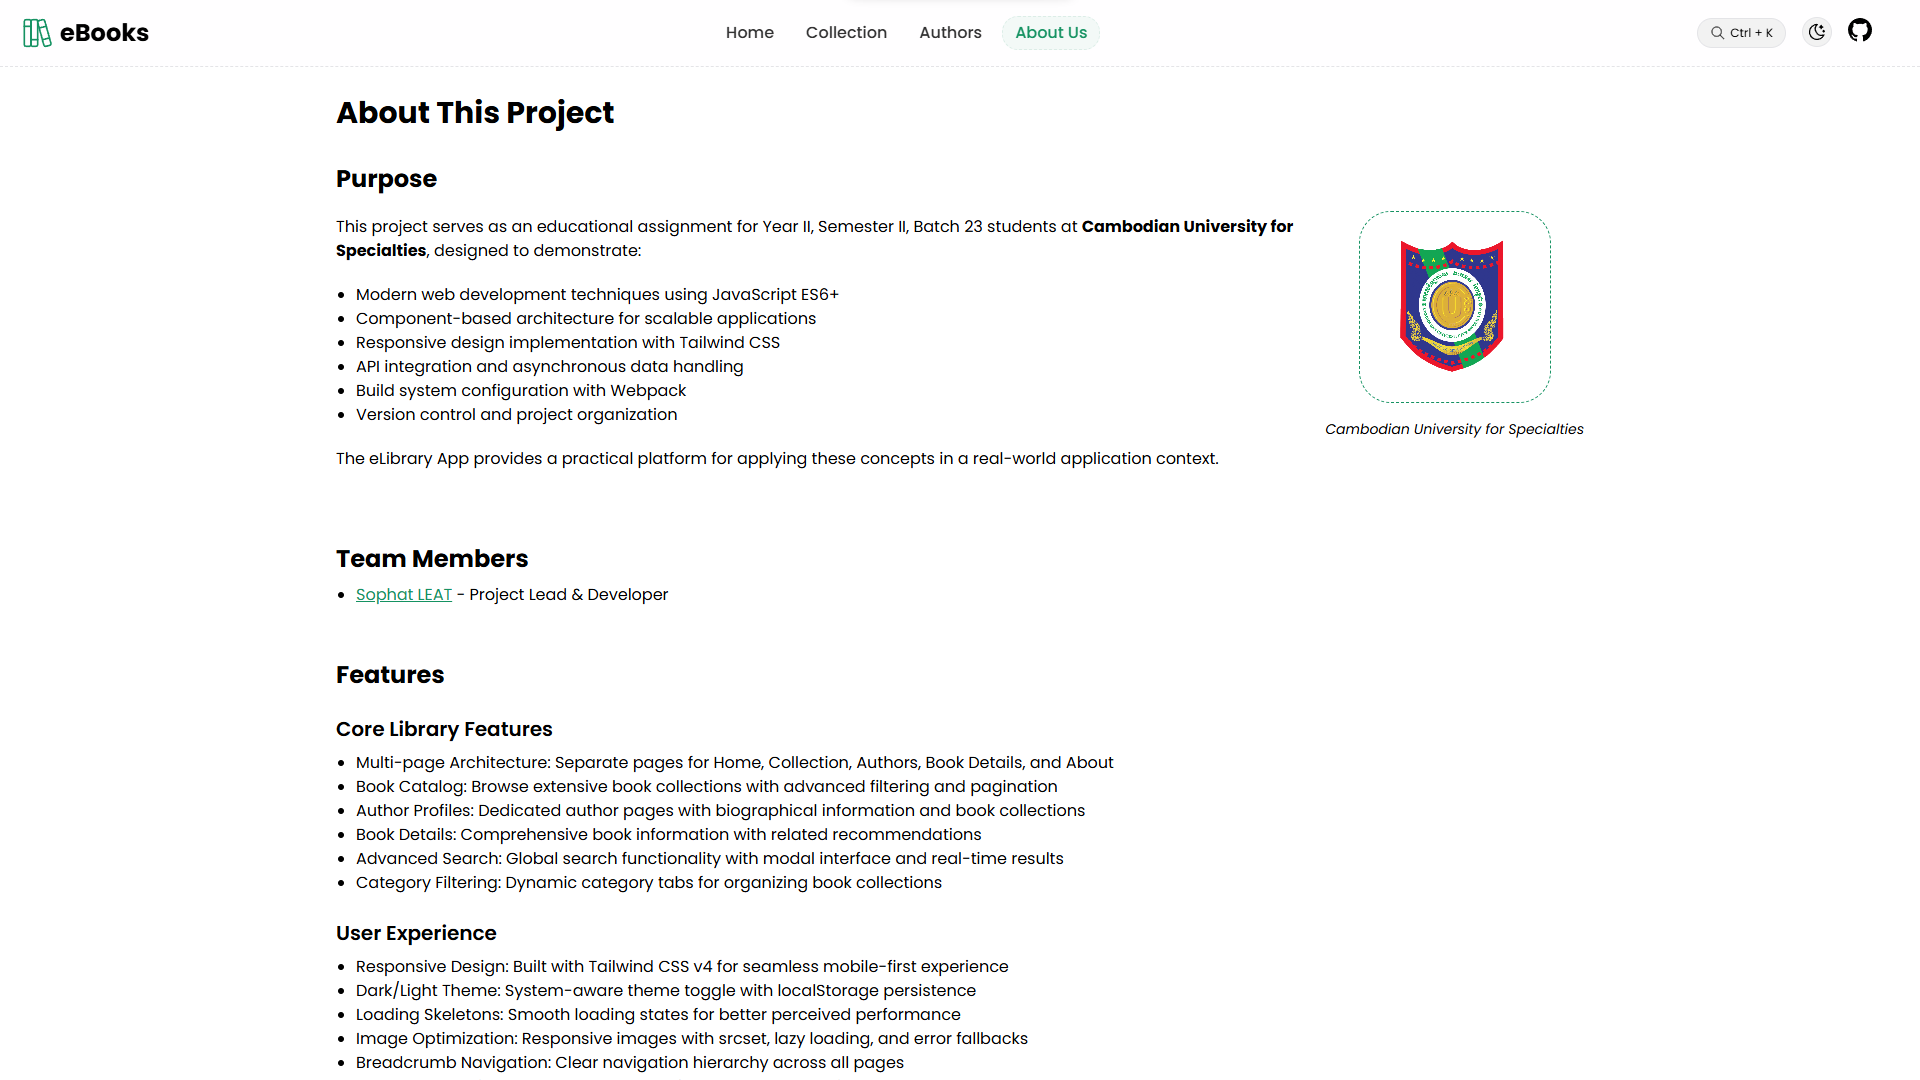 eBooks
Home
Collection
Authors
About Us
Ctrl + K
About This Project
Purpose
This project serves as an educational assignment for Year II, Semester II, Batch 23 students at Cambodian University for
Specialties, designed to demonstrate:
Modern web development techniques using JavaScript ES6+
Component-based architecture for scalable applications
Responsive design implementation with Tailwind CSS
API integration and asynchronous data handling
Build system configuration with Webpack
Version control and project organization
The eLibrary App provides a practical platform for applying these concepts in a real-world application context.
Cambodian University for Specialties
Team Members
Sophat LEAT - Project Lead & Developer
Features
Core Library Features
Multi-page Architecture: Separate pages for Home, Collection, Authors, Book Details, and About
Book Catalog: Browse extensive book collections with advanced filtering and pagination
Author Profiles: Dedicated author pages with biographical information and book collections
Book Details: Comprehensive book information with related recommendations
Advanced Search: Global search functionality with modal interface and real-time results
Category Filtering: Dynamic category tabs for organizing book collections
User Experience
Responsive Design: Built with Tailwind CSS v4 for seamless mobile-first experience
Dark/Light Theme: System-aware theme toggle with localStorage persistence
Loading Skeletons: Smooth loading states for better perceived performance
Image Optimization: Responsive images with srcset, lazy loading, and error fallbacks
Breadcrumb Navigation: Clear navigation hierarchy across all pages